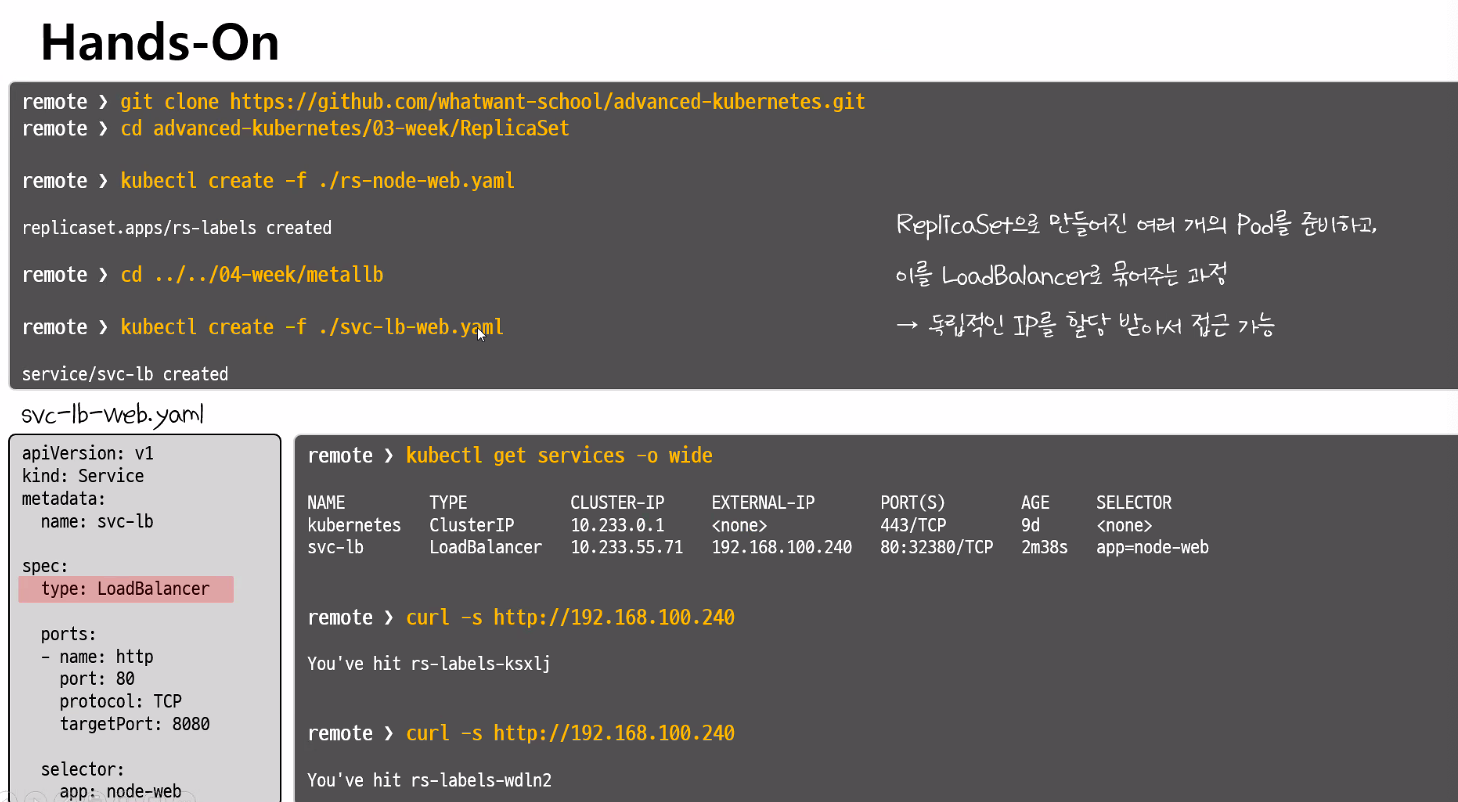 Hands-On
remote ❯ git clone https://github.com/whatwant-school/advanced-kubernetes.git
remote ❯ cd advanced-kubernetes/03-week/ReplicaSet
remote ❯ kubectl create -f ./rs-node-web.yaml
replicaset.apps/rs-labels created
remote ❯ cd ../../04-week/metallb
remote ❯ kubectl create -f ./svc-lb-web.yaml
service/svc-lb created
ReplicaSet으로 만들어진 여러 개의 Pod를 준비하고,
이를 LoadBalancer로 묶어주는 과정
→ 독립적인 IP를 할당 받아서 접근 가능
svc-lb-web.yaml
apiVersion: v1
kind: Service
metadata:
  name: svc-lb
spec:
  type: LoadBalancer
  ports:
  - name: http
    port: 80
    protocol: TCP
    targetPort: 8080
  selector:
    app: node-web
remote ❯ kubectl get services -o wide
NAME TYPE CLUSTER-IP EXTERNAL-IP PORT(S) AGE SELECTOR
kubernetes ClusterIP 10.233.0.1 <none> 443/TCP 9d <none>
svc-lb LoadBalancer 10.233.55.71 192.168.100.240 80:32380/TCP 2m38s app=node-web
remote ❯ curl -s http://192.168.100.240
You've hit rs-labels-ksxlj
remote ❯ curl -s http://192.168.100.240
You've hit rs-labels-wdln2